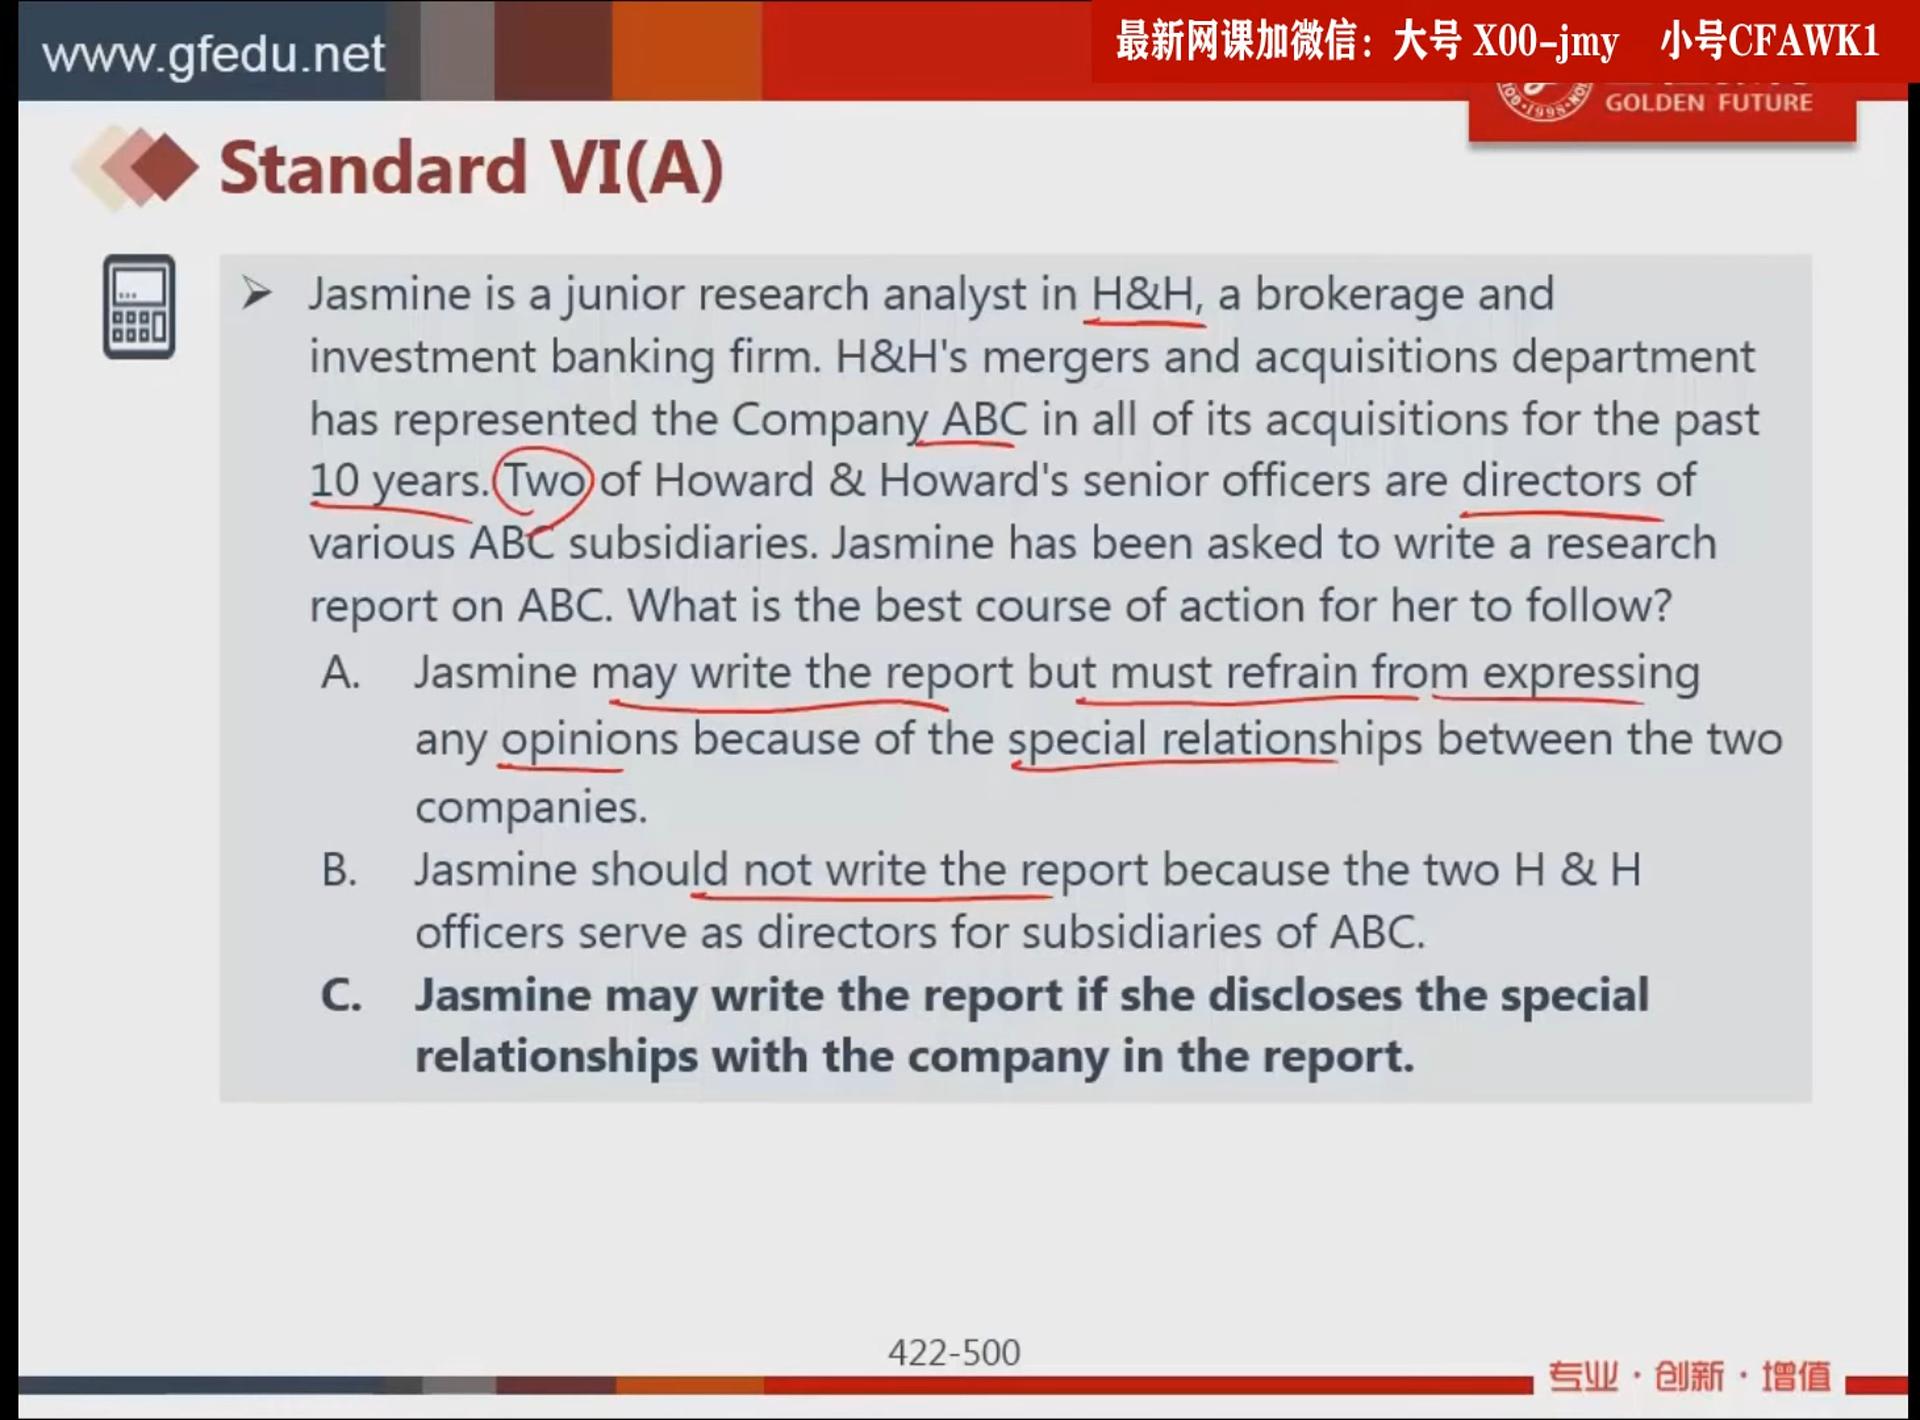 www.gfedu.net
最新网课加微信：大号 X00-jmy 小号CFAWK1
GOLDEN FUTURE
Standard VI(A)
➢ Jasmine is a junior research analyst in H&H, a brokerage and
investment banking firm. H&H's mergers and acquisitions department
has represented the Company ABC in all of its acquisitions for the past
10 years. Two of Howard & Howard's senior officers are directors of
various ABC subsidiaries. Jasmine has been asked to write a research
report on ABC. What is the best course of action for her to follow?
A. Jasmine may write the report but must refrain from expressing
any opinions because of the special relationships between the two
companies.
B. Jasmine should not write the report because the two H & H
officers serve as directors for subsidiaries of ABC.
C. Jasmine may write the report if she discloses the special
relationships with the company in the report.
422-500
专业·创新·增值